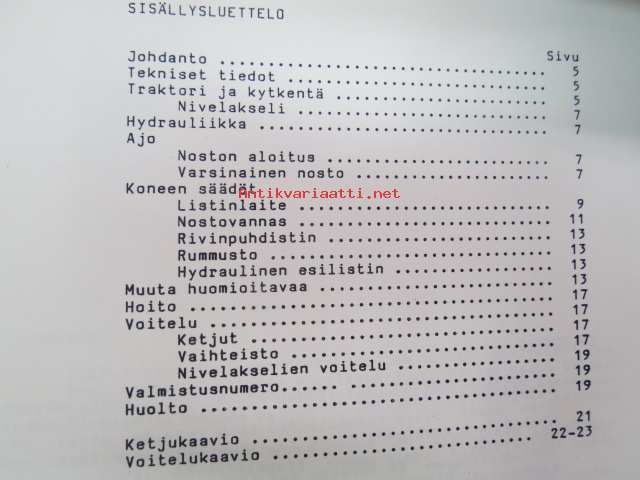 SISÄLLYSLUETTELO
Sivu
Johdanto ..................................... 5
Tekniset tiedot .............................. 5
Traktori ja kytkentä ......................... 5
Nivelakseli .............................. 7
Hydrauliikka ................................. 7
Ajo
Noston aloitus ........................... 7
Varsinainen nosto ........................ 7
Koneen säädöt
Antikvariaatti.net
Listinlaite .............................. 9
Nostovannas .............................. 11
Rivinpuhdistin ........................... 13
Rummusto ................................. 13
Hydraulinen esilistin .................... 13
Muuta huomioitavaa ........................... 13
Hoito ........................................ 17
Voitelu ...................................... 17
Ketjut ................................... 17
Vaihteisto ............................... 17
Nivelakselien voitelu .................... 19
Valmistusnumero...... ........................ 19
Huolto ....................................... 19
Ketjukaavio .................................. 21
Voitelukaavio ................................ 22-23